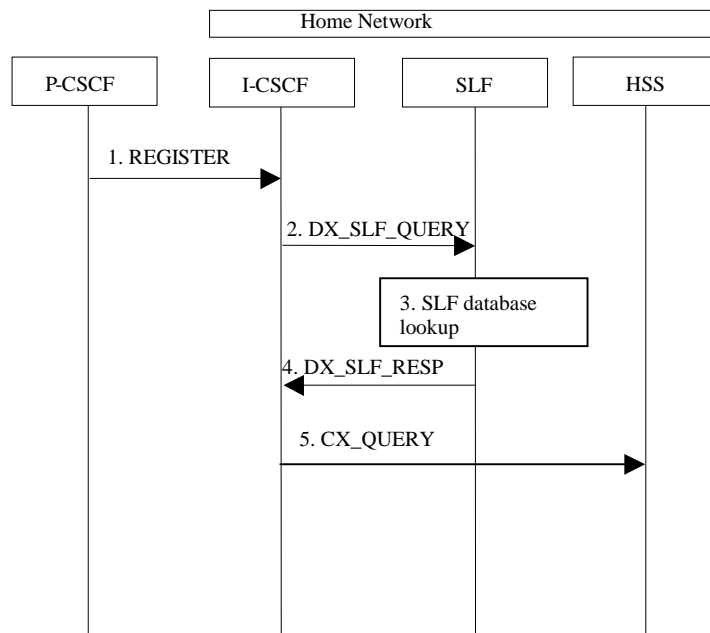 Home Network
P-CSCF
I-CSCF
SLF
HSS
1. REGISTER
2. DX_SLF_QUERY
3. SLF database
lookup
4. DX_SLF_RESP
5. CX_QUERY